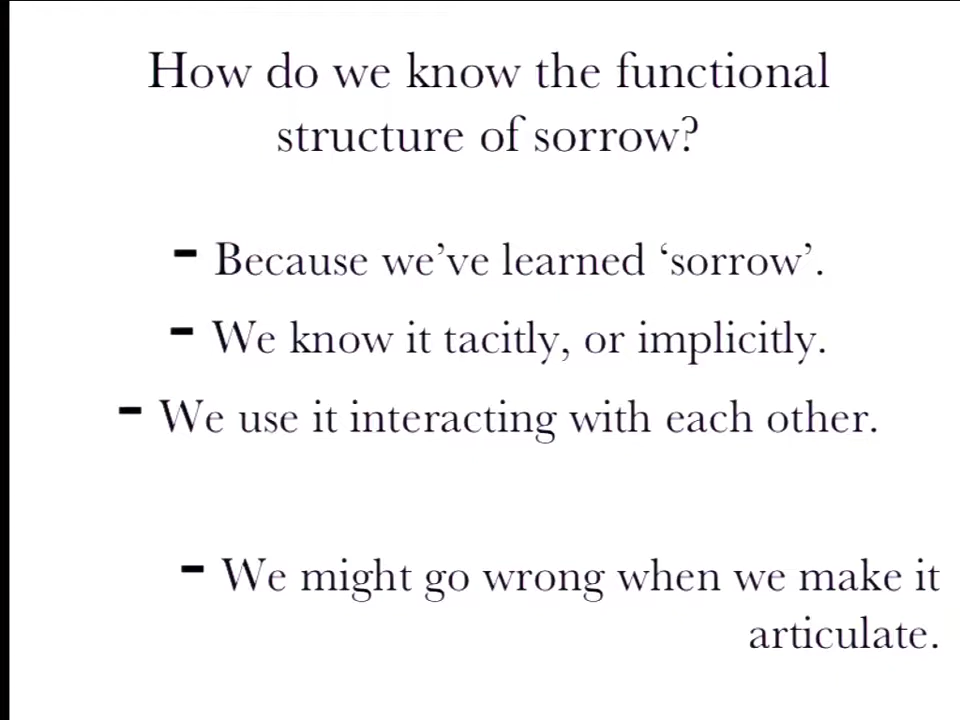 How do we know the functional
structure of sorrow?
- Because we’ve learned ‘sorrow’.
- We know it tacitly, or implicitly.
- We use it interacting with each other.
- We might go wrong when we make it
articulate.